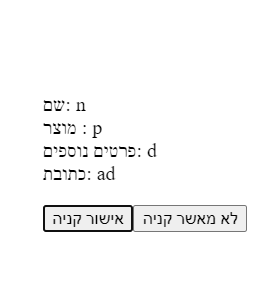 שם: n
מוצר : p
פרטים נוספים: d
כתובת: ad
אישור קניה לא מאשר קניה